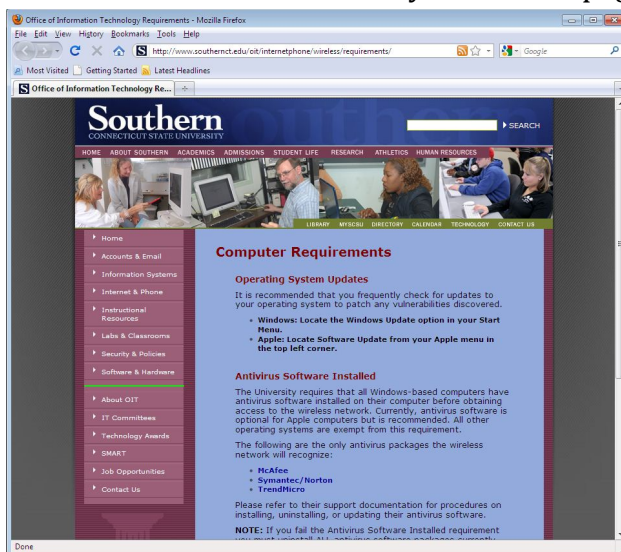 Office of Information Technology Requirements - Mozilla Firefox
File Edit View History Bookmarks Tools Help
http://www.southernct.edu/oit/internetphone/wireless/requirements/
Google
Most Visited Getting Started Latest Headlines
Office of Information Technology Re...
Southern
CONNECTICUT STATE UNIVERSITY
SEARCH
HOME ABOUT SOUTHERN ACADEMICS ADMISSIONS STUDENT LIFE RESEARCH ATHLETICS HUMAN RESOURCES
LIBRARY MYSCSU DIRECTORY CALENDAR TECHNOLOGY CONTACT US
Home
Accounts & Email
Information Systems
Internet & Phone
Instructional
Resources
Labs & Classrooms
Security & Policies
Software & Hardware
About OIT
IT Committees
Technology Awards
SMART
Job Opportunities
Contact Us
Computer Requirements
Operating System Updates
It is recommended that you frequently check for updates to
your operating system to patch any vulnerabilities discovered.
Windows: Locate the Windows Update option in your Start
Menu.
Apple: Locate Software Update from your Apple menu in
the top left corner.
Antivirus Software Installed
The University requires that all Windows-based computers have
antivirus software installed on their computer before obtaining
access to the wireless network. Currently, antivirus software is
optional for Apple computers but is recommended. All other
operating systems are exempt from this requirement.
The following are the only antivirus packages the wireless
network will recognize:
McAfee
Symantec/Norton
TrendMicro
Please refer to their support documentation for procedures on
installing, uninstalling, or updating their antivirus software.
NOTE: If you fail the Antivirus Software Installed requirement
you must uninstall ALL antivirus software packages currently
Done